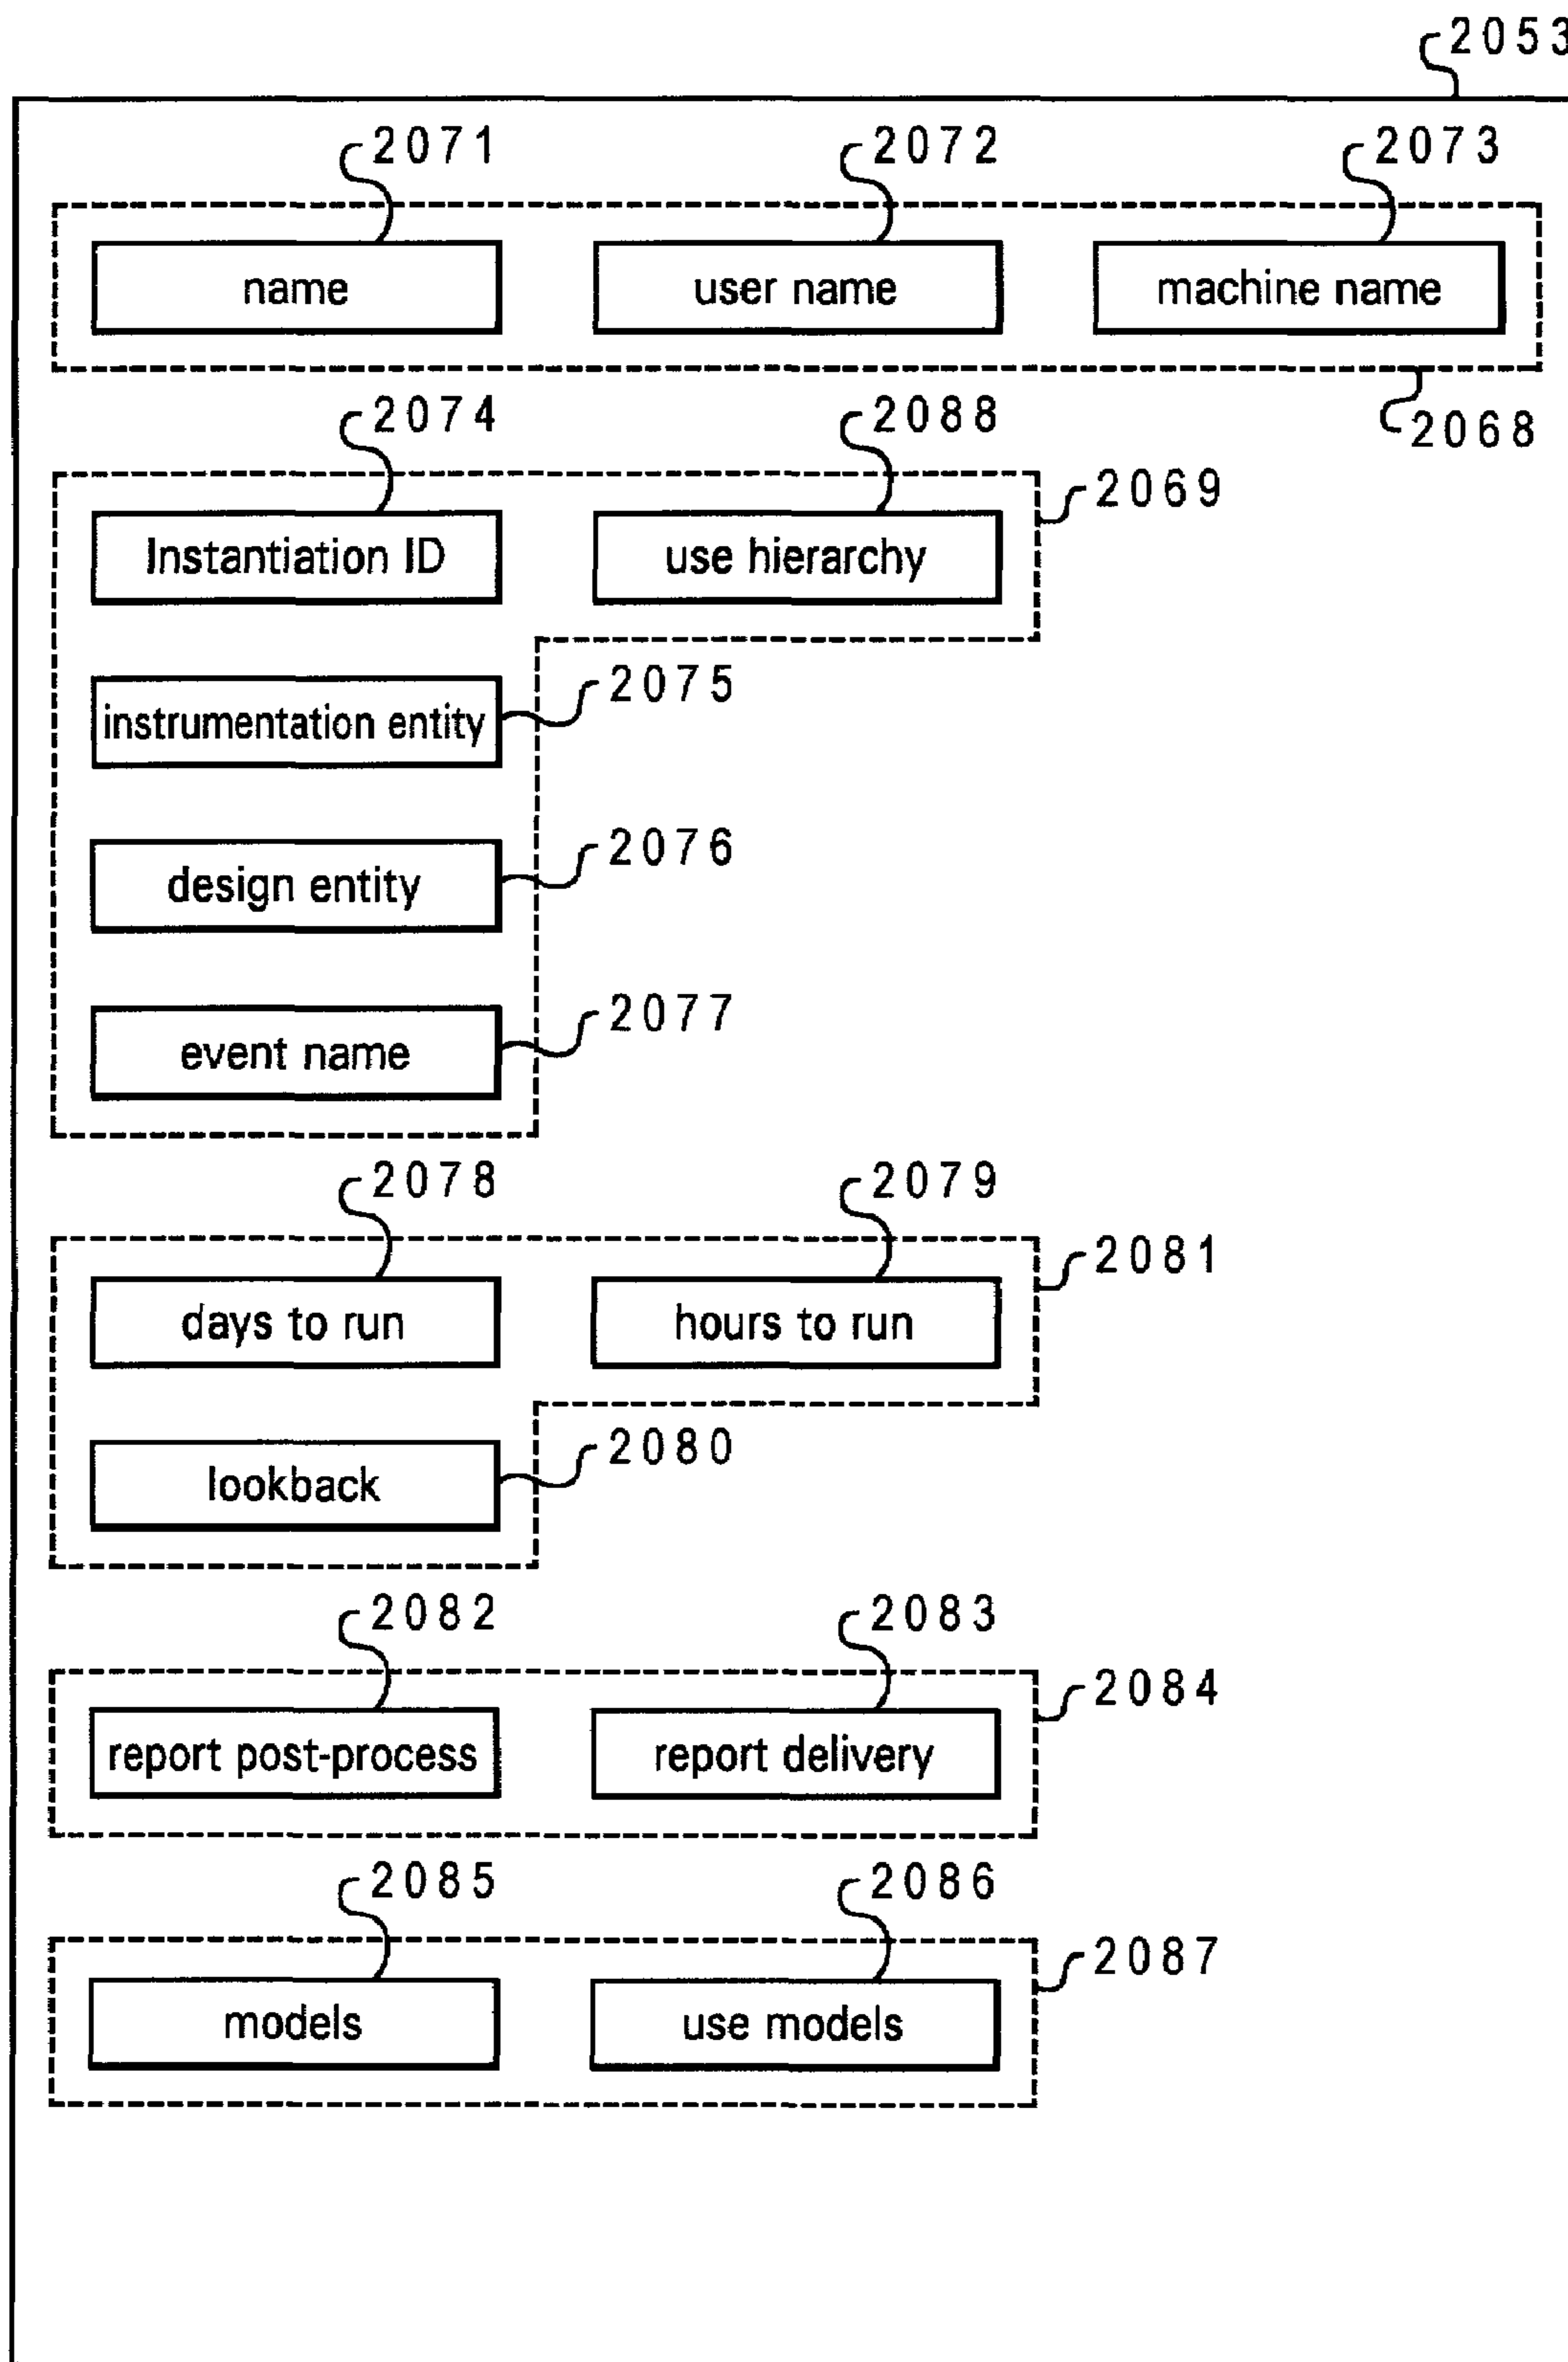 2053
2071 2072 2073
name user name machine name
2068
2074 2088
2069
Instantiation ID use hierarchy
2075
instrumentation entity
2076
design entity
2077
event name
2078 2079
2081
days to run hours to run
2080
lookback
2082 2083
2084
report post-process report delivery
2085 2086
2087
models use models